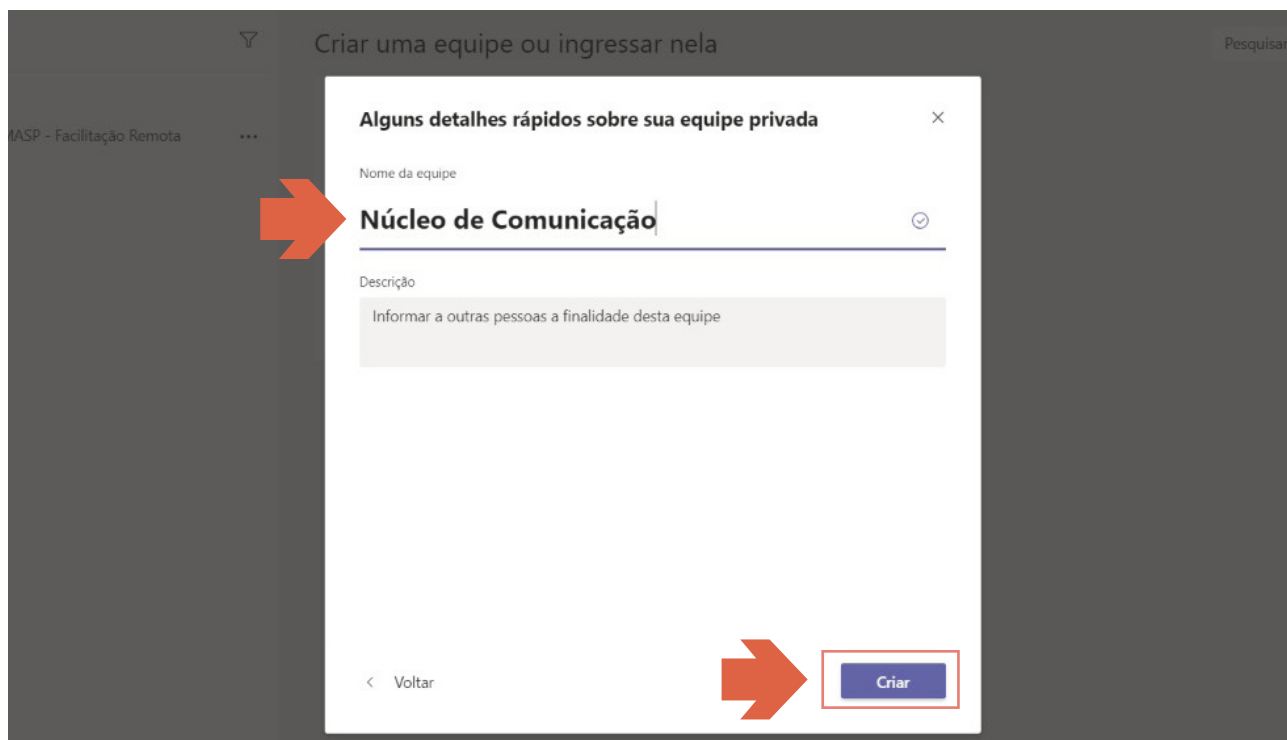 Criar uma equipe ou ingressar nela
Pesquisar
MASP - Facilitação Remota
Alguns detalhes rápidos sobre sua equipe privada
Nome da equipe
Núcleo de Comunicação
Descrição
Informar a outras pessoas a finalidade desta equipe
Voltar
Criar